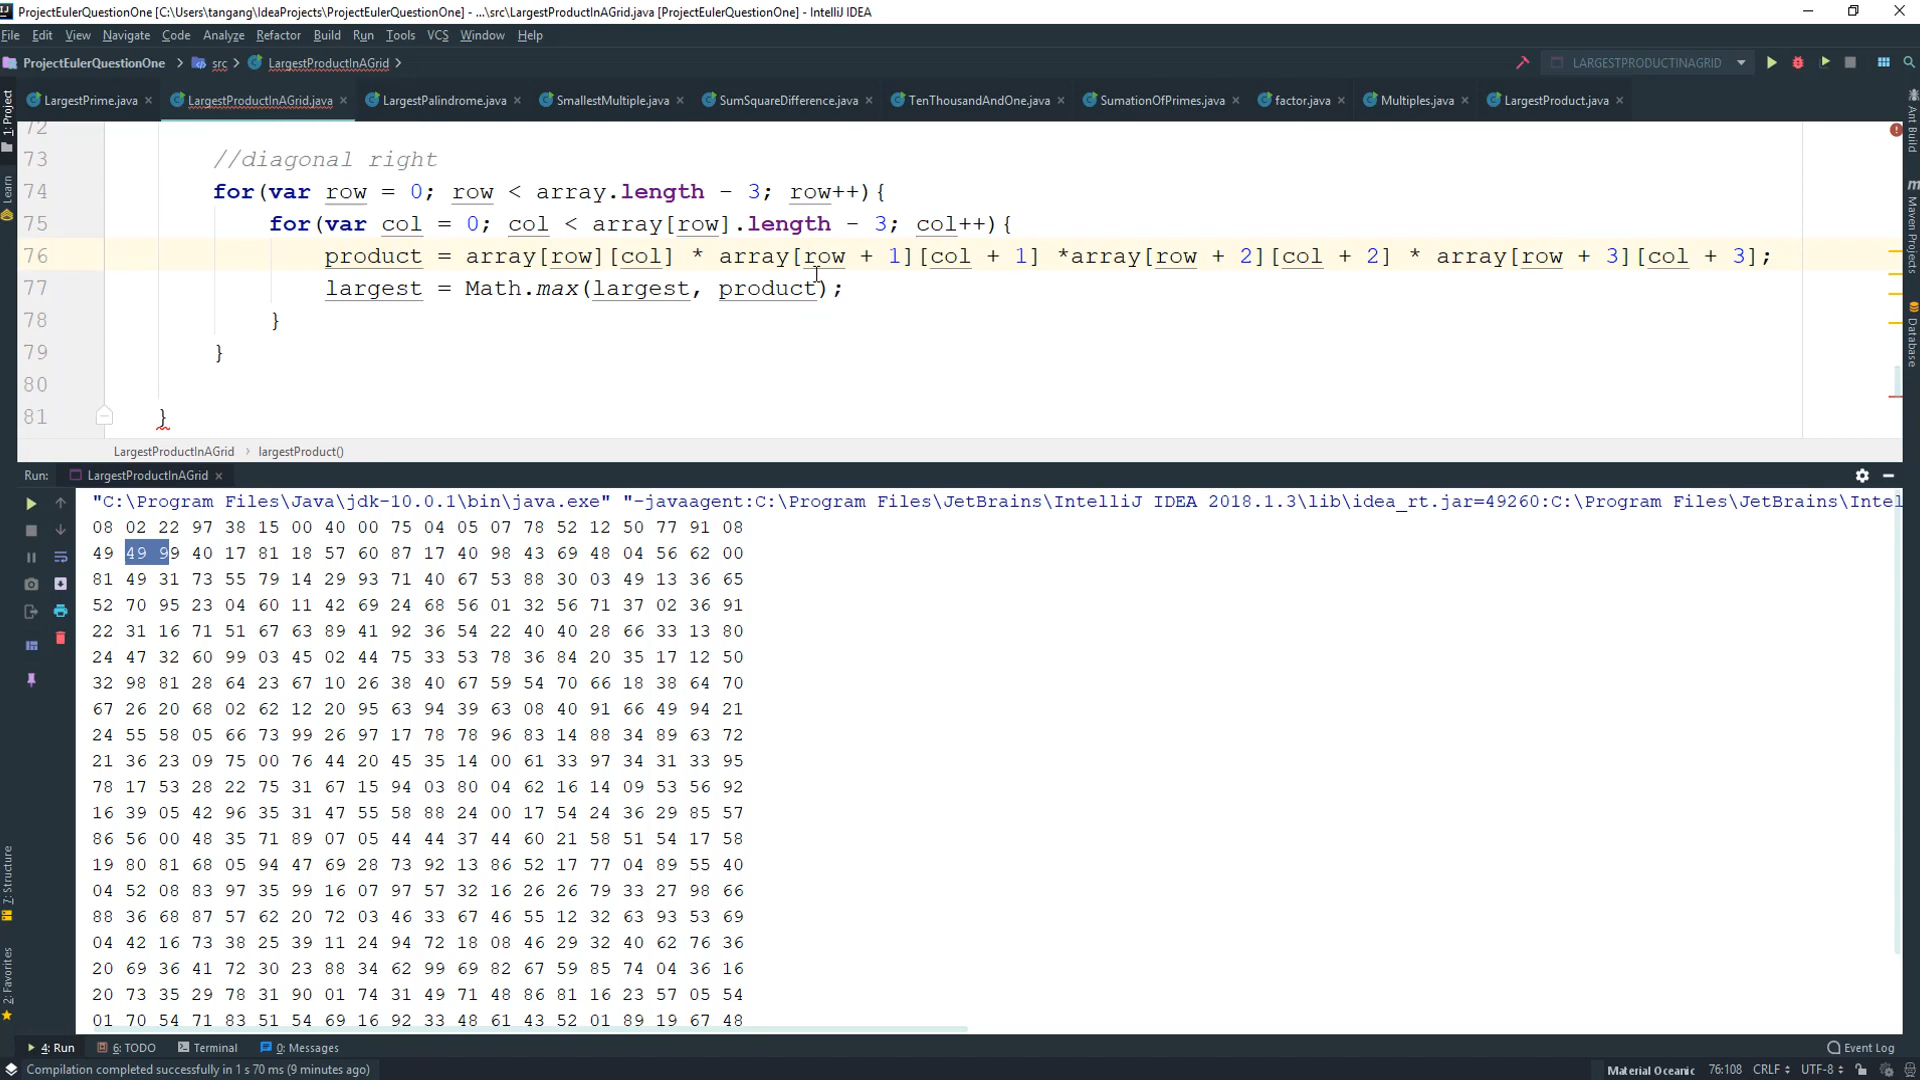 ProjectEulerQuestionOne [C:\Users\tangang\IdeaProjects\ProjectEulerQuestionOne] - ...\src\LargestProductInAGrid.java [ProjectEulerQuestionOne] - IntelliJ IDEA
File Edit View Navigate Code Analyze Refactor Build Run Tools VCS Window Help
ProjectEulerQuestionOne src LargestProductInAGrid LARGESTPRODUCTINAGRID
LargestPrime.java LargestProductInAGrid.java LargestPalindrome.java SmallestMultiple.java SumSquareDifference.java TenThousandAndOne.java SumationOfPrimes.java factor.java Multiples.java LargestProduct.java
1: Project
Learn
Ant Build
Maven Projects
Database
72
73 //diagonal right
74 for(var row = 0; row < array.length - 3; row++){
75 for(var col = 0; col < array[row].length - 3; col++){
76 product = array[row][col] * array[row + 1][col + 1] *array[row + 2][col + 2] * array[row + 3][col + 3];
77 largest = Math.max(largest, product);
78 }
79 }
80
81 }
LargestProductInAGrid largestProduct()
Run: LargestProductInAGrid
"C:\Program Files\Java\jdk-10.0.1\bin\java.exe" "-javaagent:C:\Program Files\JetBrains\IntelliJ IDEA 2018.1.3\lib\idea_rt.jar=49260:C:\Program Files\JetBrains\Intel
08 02 22 97 38 15 00 40 00 75 04 05 07 78 52 12 50 77 91 08
49 49 99 40 17 81 18 57 60 87 17 40 98 43 69 48 04 56 62 00
81 49 31 73 55 79 14 29 93 71 40 67 53 88 30 03 49 13 36 65
52 70 95 23 04 60 11 42 69 24 68 56 01 32 56 71 37 02 36 91
22 31 16 71 51 67 63 89 41 92 36 54 22 40 40 28 66 33 13 80
24 47 32 60 99 03 45 02 44 75 33 53 78 36 84 20 35 17 12 50
32 98 81 28 64 23 67 10 26 38 40 67 59 54 70 66 18 38 64 70
67 26 20 68 02 62 12 20 95 63 94 39 63 08 40 91 66 49 94 21
24 55 58 05 66 73 99 26 97 17 78 78 96 83 14 88 34 89 63 72
21 36 23 09 75 00 76 44 20 45 35 14 00 61 33 97 34 31 33 95
78 17 53 28 22 75 31 67 15 94 03 80 04 62 16 14 09 53 56 92
16 39 05 42 96 35 31 47 55 58 88 24 00 17 54 24 36 29 85 57
86 56 00 48 35 71 89 07 05 44 44 37 44 60 21 58 51 54 17 58
19 80 81 68 05 94 47 69 28 73 92 13 86 52 17 77 04 89 55 40
04 52 08 83 97 35 99 16 07 97 57 32 16 26 26 79 33 27 98 66
88 36 68 87 57 62 20 72 03 46 33 67 46 55 12 32 63 93 53 69
04 42 16 73 38 25 39 11 24 94 72 18 08 46 29 32 40 62 76 36
20 69 36 41 72 30 23 88 34 62 99 69 82 67 59 85 74 04 36 16
20 73 35 29 78 31 90 01 74 31 49 71 48 86 81 16 23 57 05 54
01 70 54 71 83 51 54 69 16 92 33 48 61 43 52 01 89 19 67 48
7: Structure
2: Favorites
4: Run 6: TODO Terminal 0: Messages Event Log
Compilation completed successfully in 1 s 70 ms (9 minutes ago) Material Oceanic 76:108 CRLF UTF-8